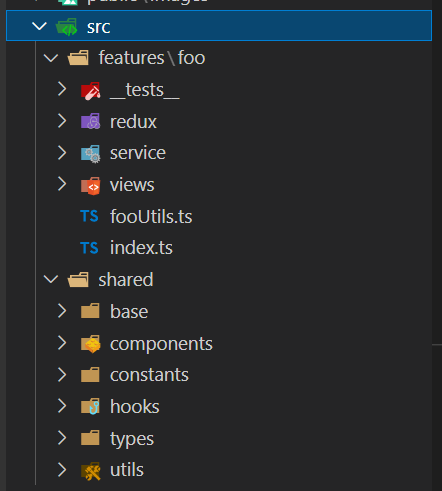 public\images
src
features\foo
__tests__
redux
service
views
TS fooUtils.ts
TS index.ts
shared
base
components
constants
hooks
types
utils